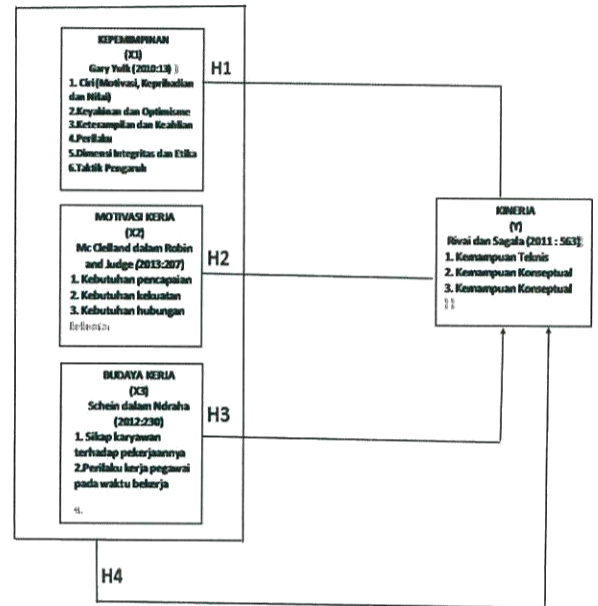 KEPEMIMPINAN
(X1)
Gary Yulk (2010:13)
1. Ciri (Motivasi, Kepribadian
dan Nilai)
2.Keyakinan dan Optimisme
3.Keterampilan dan Keahlian
4.Perilaku
5.Dimensi Integritas dan Etika
6.Taktik Pengaruh
H1
MOTIVASI KERJA
(X2)
Mc Clelland dalam Robin
and Judge (2013:207)
1. Kebutuhan pencapaian
2. Kebutuhan kekuatan
3. Kebutuhan hubungan
H2
BUDAYA KERJA
(X3)
Schein dalam Ndraha
(2012:230)
1. Sikap karyawan
terhadap pekerjaannya
2.Perilaku kerja pegawai
pada waktu bekerja
H3
KINERJA
(Y)
Rivai dan Sagala (2011 : 563)
1. Kemampuan Teknis
2. Kemampuan Konseptual
3. Kemampuan Konseptual
H4